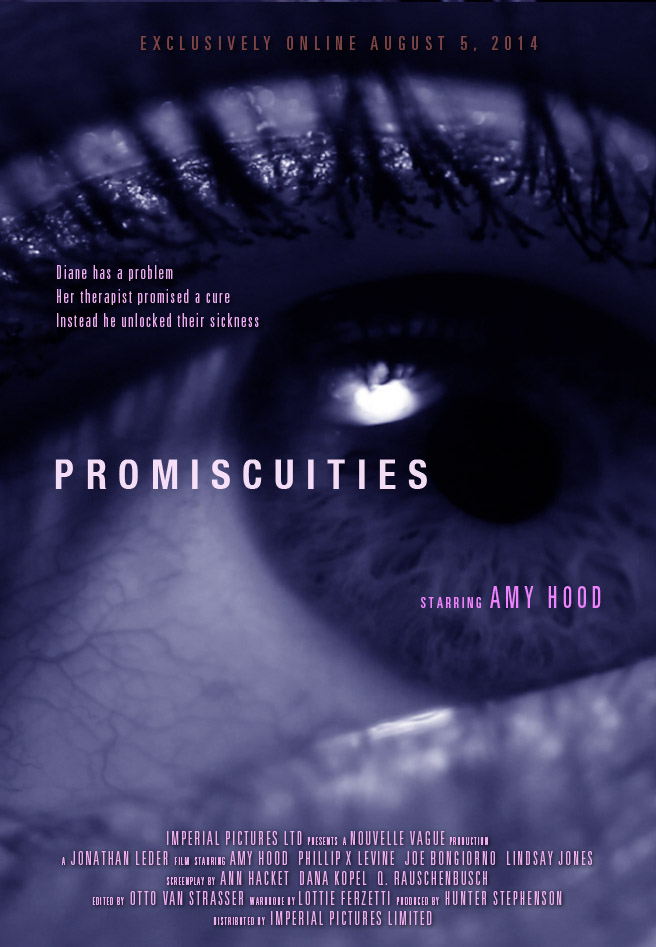 EXCLUSIVELY ONLINE AUGUST 5, 2014
Diane has a problem
Her therapist promised a cure
Instead he unlocked their sickness
PROMISCUITIES
STARRING AMY HOOD
IMPERIAL PICTURES LTD PRESENTS A NOUVELLE VAGUE PRODUCTION
A JONATHAN LEDER FILM STARRING AMY HOOD PHILLIP X LEVINE JOE BONGIORNO LINDSAY JONES
SCREENPLAY BY ANN HACKET DANA KOPEL Q. RAUSCHENBUSCH
EDITED BY OTTO VAN STRASSER WARDROBE BY LOTTIE FERZETTI PRODUCED BY HUNTER STEPHENSON
DISTRIBUTED BY IMPERIAL PICTURES LIMITED